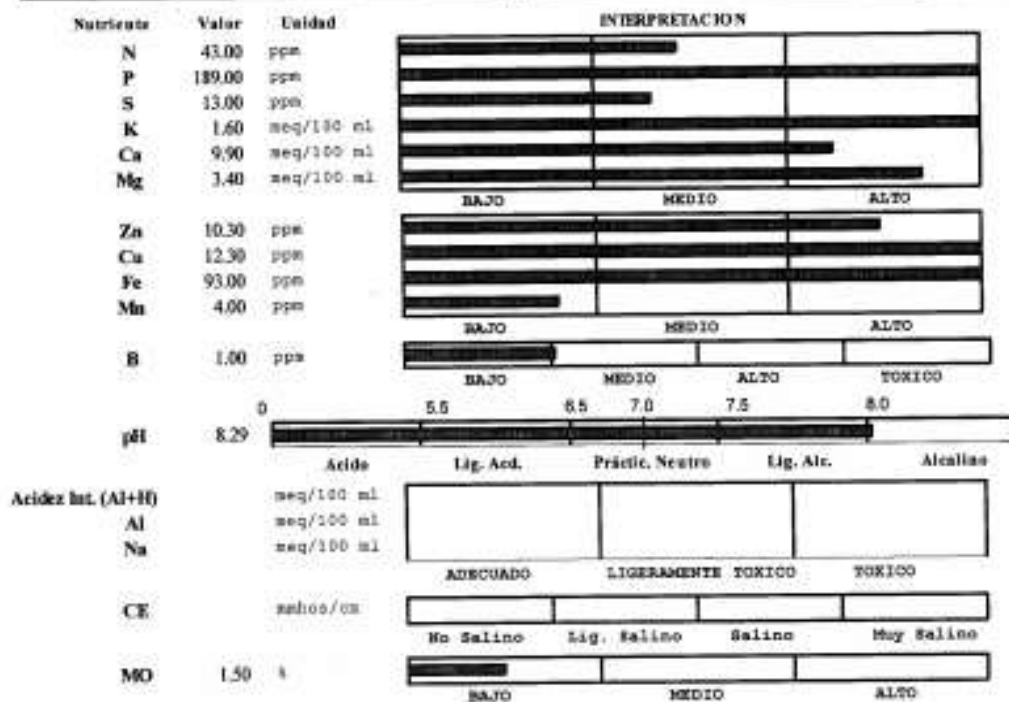 Nutriente Valor Unidad INTERPRETACION
N 43.00 ppm
P 189.00 ppm
S 13.00 ppm
K 1.60 meq/100 ml
Ca 9.90 meq/100 ml
Mg 3.40 meq/100 ml
BAJO MEDIO ALTO
Zn 10.30 ppm
Cu 12.30 ppm
Fe 93.00 ppm
Mn 4.00 ppm
BAJO MEDIO ALTO
B 1.00 ppm
BAJO MEDIO ALTO TOXICO
0 5.5 6.5 7.0 7.5 8.0
pH 8.29
Acido Lig. Acd. Práctic. Neutro Lig. Alc. Alcalino
Acidez Int. (Al+H) meq/100 ml
Al meq/100 ml
Na meq/100 ml
ADECUADO LIGERAMENTE TOXICO TOXICO
CE mmhos/cm
No Salino Lig. Salino Salino Muy Salino
MO 1.50 %
BAJO MEDIO ALTO